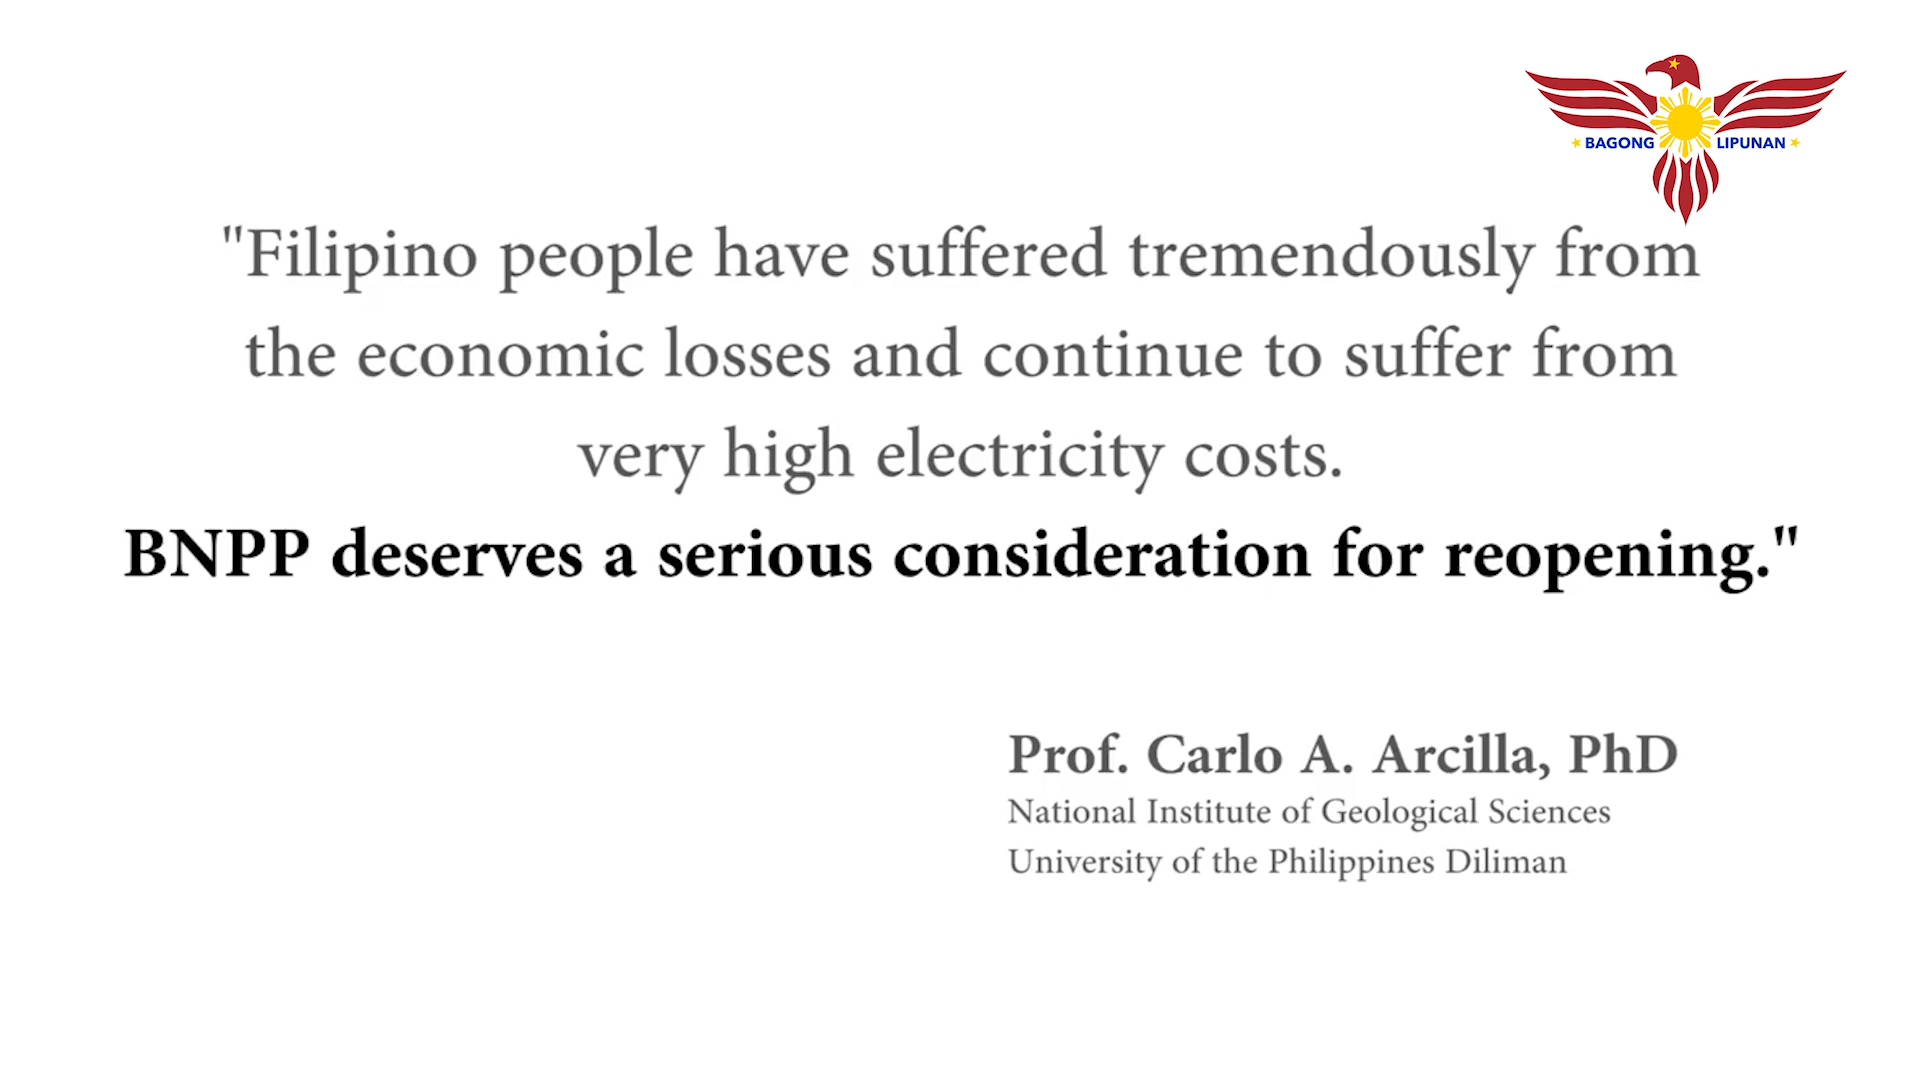 BAGONG LIPUNAN
"Filipino people have suffered tremendously from
the economic losses and continue to suffer from
very high electricity costs.
BNPP deserves a serious consideration for reopening."
Prof. Carlo A. Arcilla, PhD
National Institute of Geological Sciences
University of the Philippines Diliman